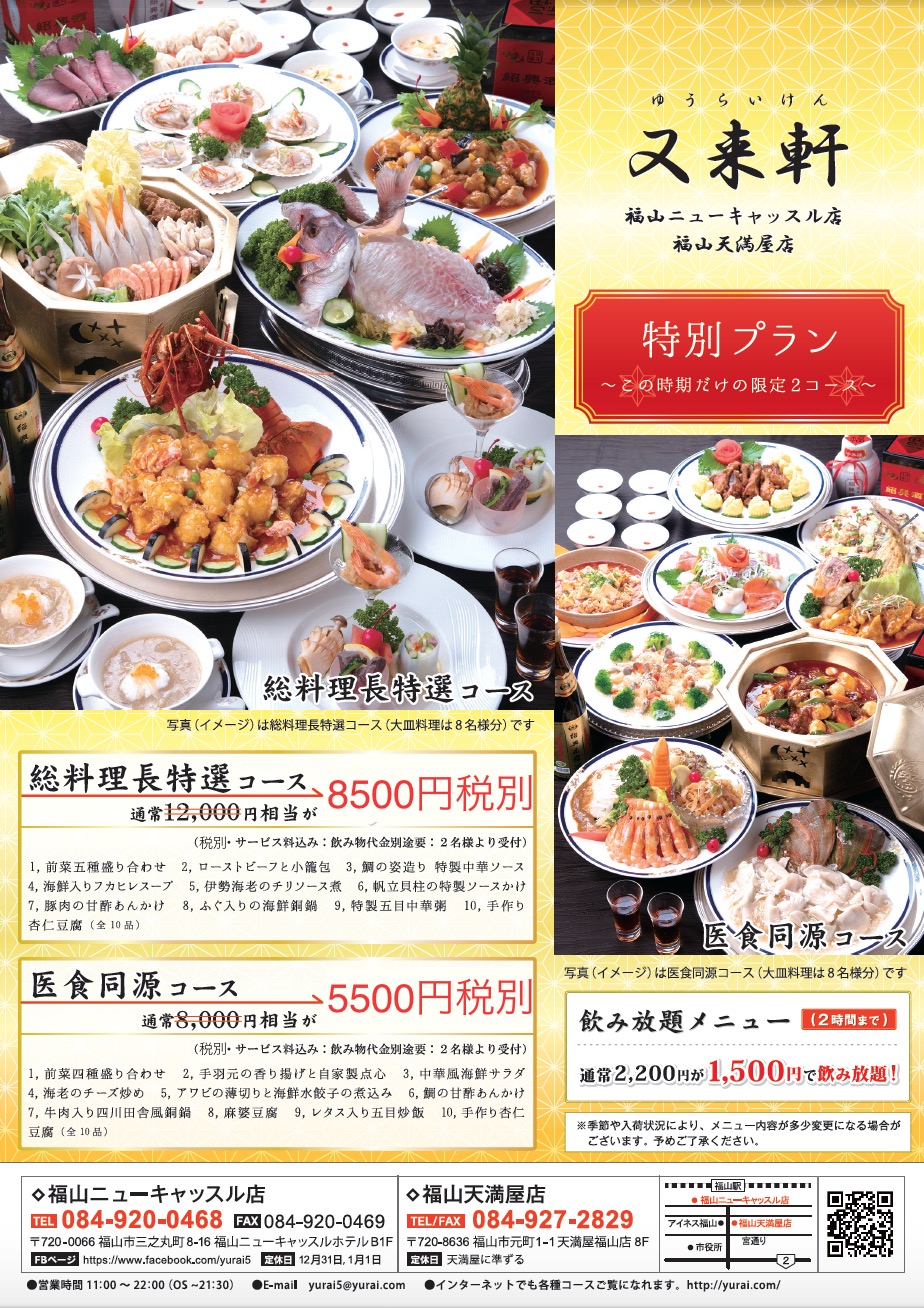 ゆうらいけん
又来軒
福山ニューキャッスル店
福山天満屋店
特別プラン
～この時期だけの限定2コース～
総料理長特選コース
写真(イメージ)は総料理長特選コース(大皿料理は8名様分)です
総料理長特選コース
8500円税別
通常12,000円相当が
(税別・サービス料込み:飲み物代金別途要:2名様より受付)
1, 前菜五種盛り合わせ 2, ローストビーフと小籠包 3, 鯛の姿造り 特製中華ソース
4, 海鮮入りフカヒレスープ 5, 伊勢海老のチリソース煮 6, 帆立貝柱の特製ソースかけ
7, 豚肉の甘酢あんかけ 8, ふぐ入りの海鮮銅鍋 9, 特製五目中華粥 10, 手作り
杏仁豆腐(全10品)
医食同源コース
5500円税別
通常8,000円相当が
(税別・サービス料込み:飲み物代金別途要:2名様より受付)
1, 前菜四種盛り合わせ 2, 手羽元の香り揚げと自家製点心 3, 中華風海鮮サラダ
4, 海老のチーズ炒め 5, アワビの薄切りと海鮮水餃子の煮込み 6, 鯛の甘酢あんかけ
7, 牛肉入り四川田舎風銅鍋 8, 麻婆豆腐 9, レタス入り五目炒飯 10, 手作り杏仁
豆腐(全10品)
医食同源コース
写真(イメージ)は医食同源コース(大皿料理は8名様分)です
飲み放題メニュー (2時間まで)
通常2,200円が1,500円で飲み放題!
※季節や入荷状況により、メニュー内容が多少変更になる場合が
ございます。予めご了承ください。
◇福山ニューキャッスル店
TEL 084-920-0468 FAX 084-920-0469
〒720-0066 福山市三之丸町8-16 福山ニューキャッスルホテルB1F
FBページ https://www.facebook.com/yurai5 定休日 12月31日,1月1日
◇福山天満屋店
TEL/FAX 084-927-2829
〒720-8636 福山市元町1-1 天満屋福山店 8F
定休日 天満屋に準ずる
福山駅
●福山ニューキャッスル店
アイネス福山● ●福山天満屋店
●市役所 宮通り
2
●営業時間 11:00～22:00(OS～21:30) ●E-mail yurai5@yurai.com ●インターネットでも各種コースご覧になれます。http://yurai.com/